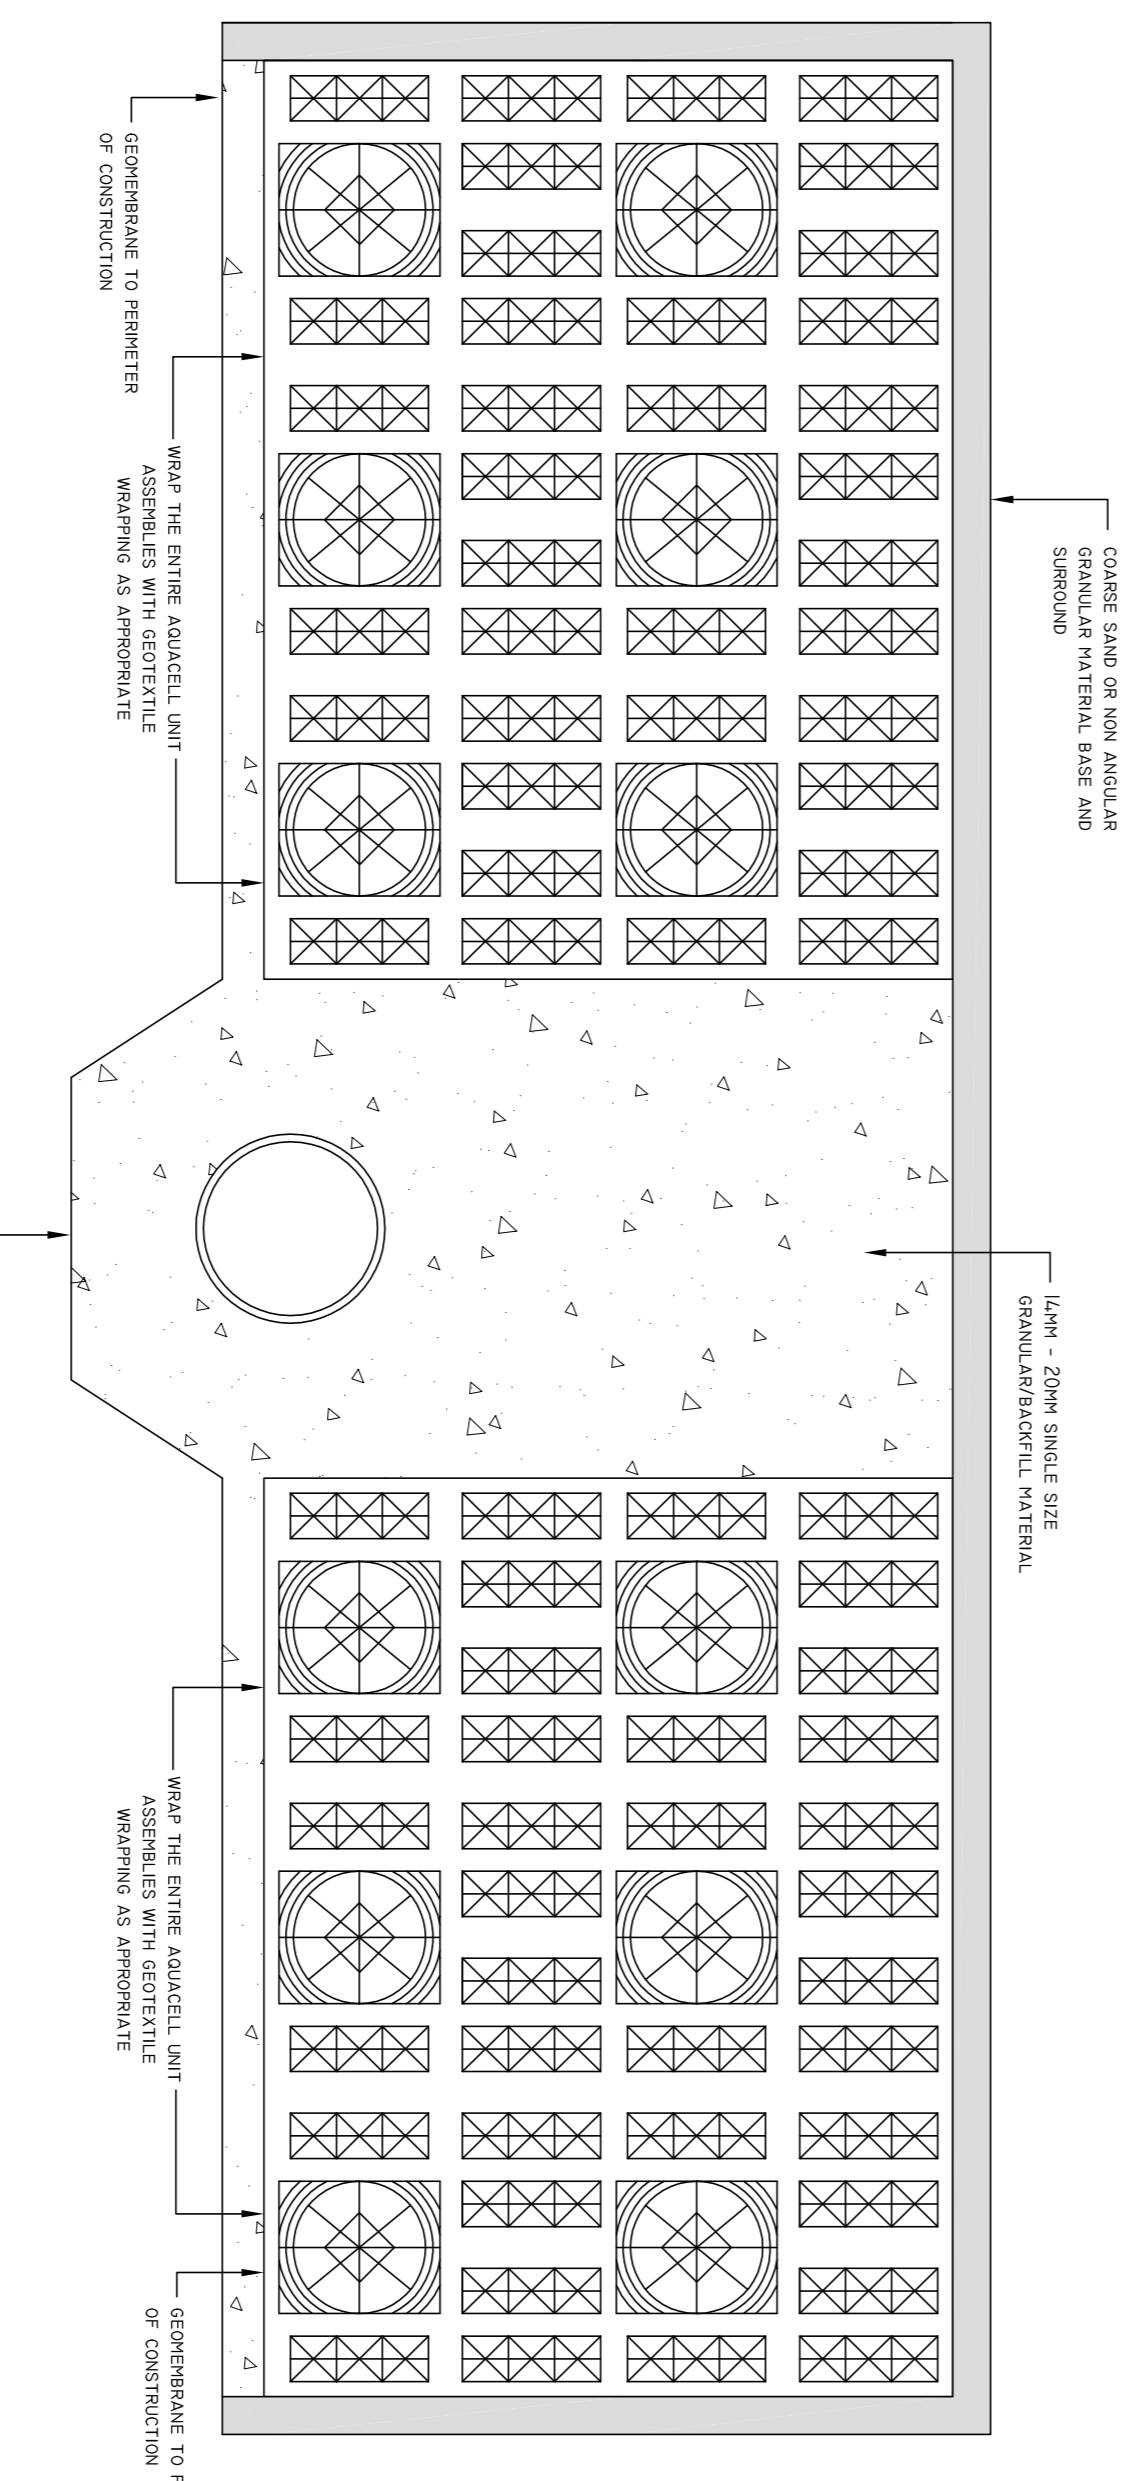 COARSE SAND OR NON ANGULAR
GRANULAR MATERIAL BASE AND
SURROUND
14MM - 20MM SINGLE SIZE
GRANULAR/BACKFILL MATERIAL
GEOMEMBRANE TO PERIMETER
OF CONSTRUCTION
WRAP THE ENTIRE AQUACELL UNIT
ASSEMBLIES WITH GEOTEXTILE
WRAPPING AS APPROPRIATE
WRAP THE ENTIRE AQUACELL UNIT
ASSEMBLIES WITH GEOTEXTILE
WRAPPING AS APPROPRIATE
GEOMEMBRANE TO
OF CONSTRUCTION